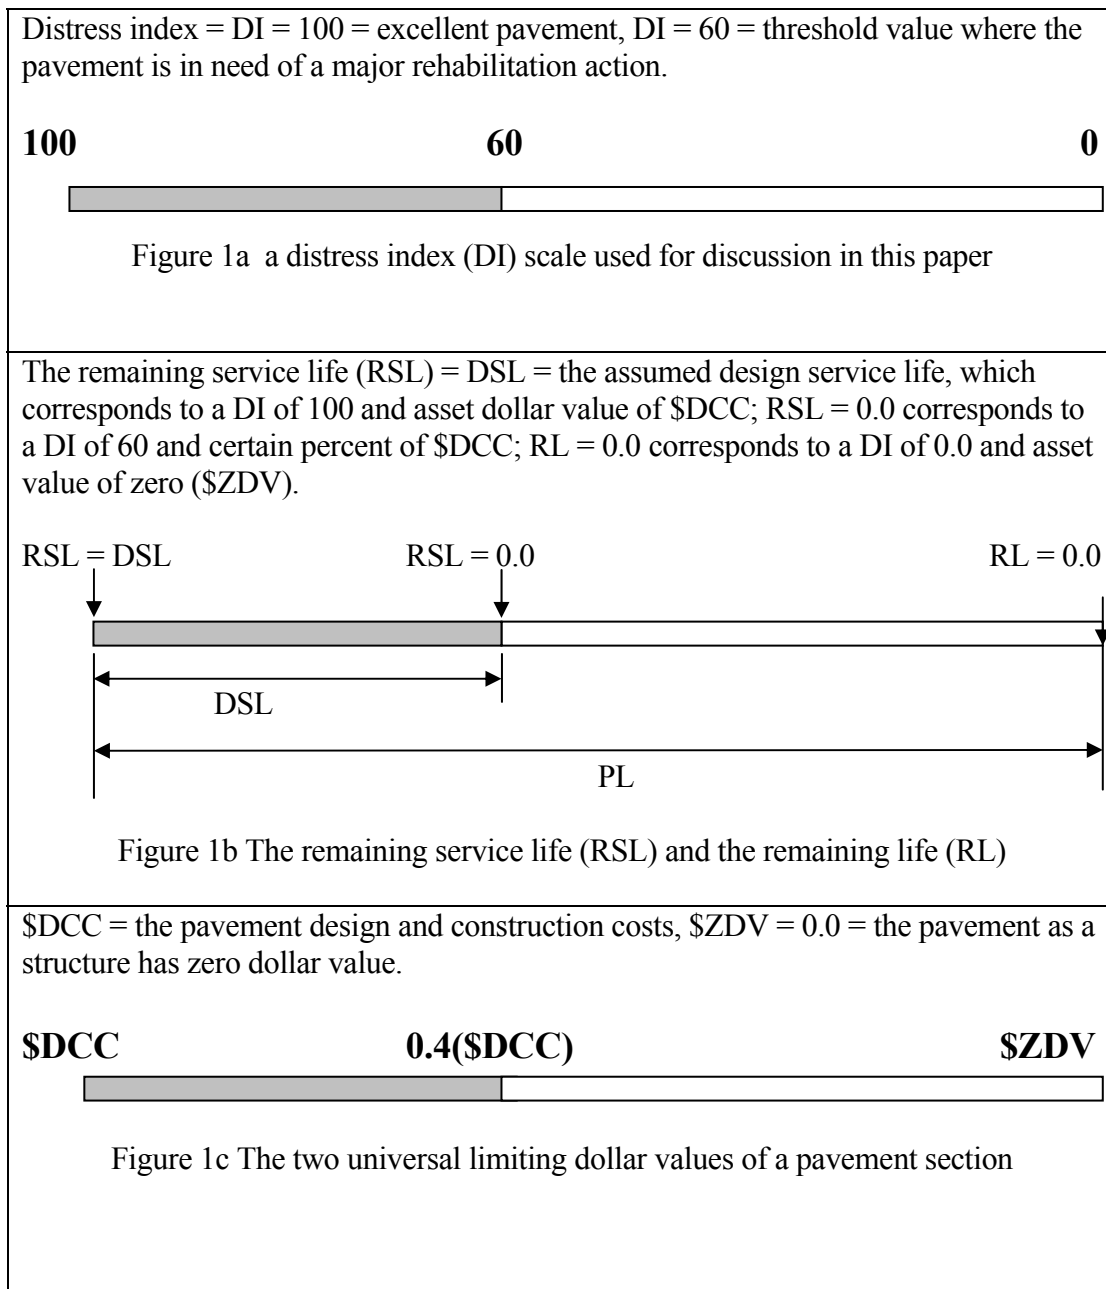 Distress index = DI = 100 = excellent pavement, DI = 60 = threshold value where the
pavement is in need of a major rehabilitation action.
100 60 0
Figure 1a a distress index (DI) scale used for discussion in this paper
The remaining service life (RSL) = DSL = the assumed design service life, which
corresponds to a DI of 100 and asset dollar value of $DCC; RSL = 0.0 corresponds to
a DI of 60 and certain percent of $DCC; RL = 0.0 corresponds to a DI of 0.0 and asset
value of zero ($ZDV).
RSL = DSL RSL = 0.0 RL = 0.0
DSL
PL
Figure 1b The remaining service life (RSL) and the remaining life (RL)
$DCC = the pavement design and construction costs, $ZDV = 0.0 = the pavement as a
structure has zero dollar value.
$DCC 0.4($DCC) $ZDV
Figure 1c The two universal limiting dollar values of a pavement section